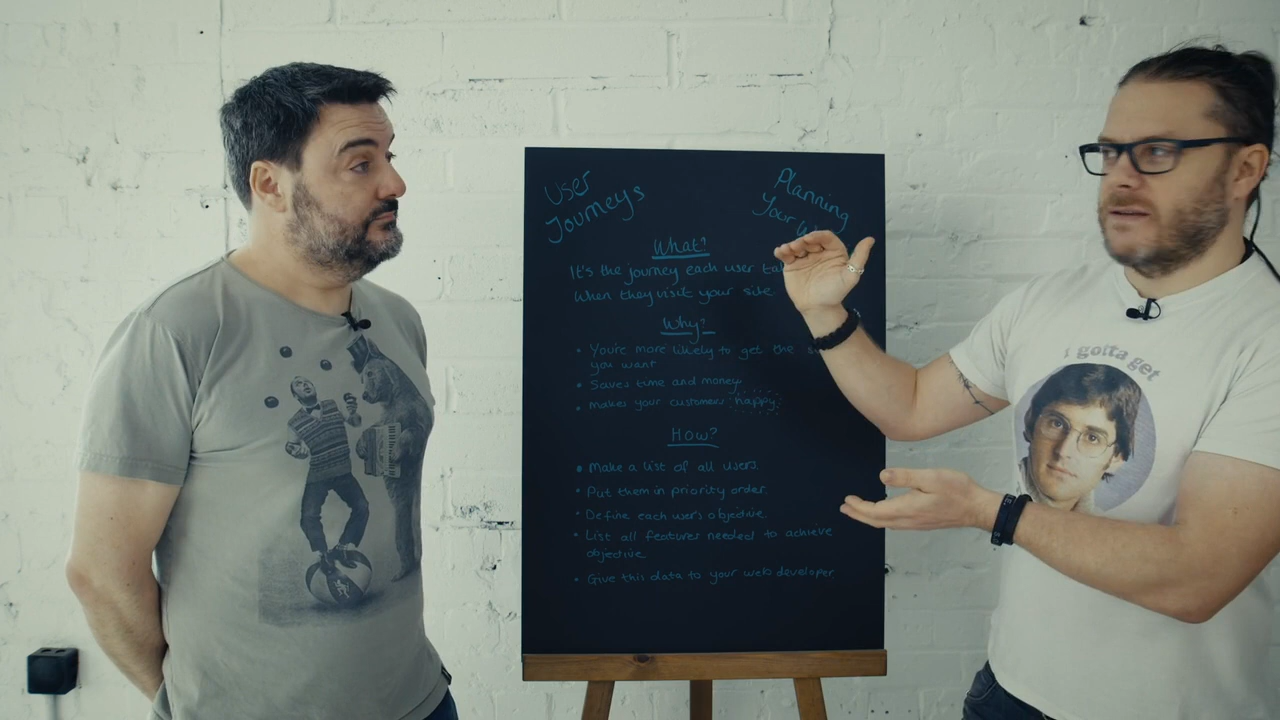 User
Journeys
Planning
Your
What?
It's the journey each user
When they visit your site
Why?
• You're more likely to get the
you want
• Saves time and money
• Makes your customers happy
How?
• Make a list of all users.
• Put them in priority order.
• Define each users objective
• List all features needed to achieve
objective
• Give this data to your web developer
i gotta get